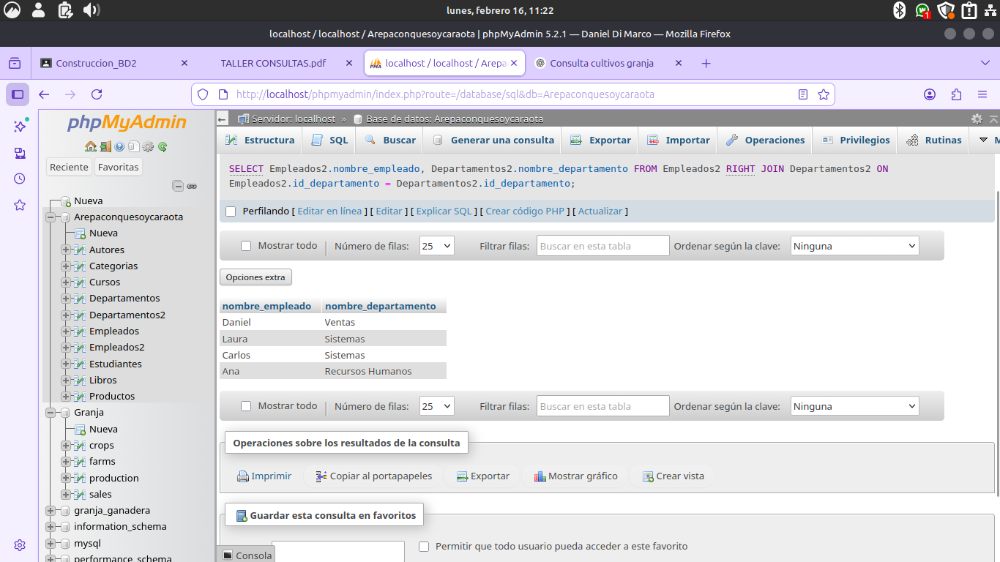 lunes, febrero 16, 11:22
1
localhost / localhost / Arepaconquesoycaraota | phpMyAdmin 5.2.1 — Daniel Di Marco — Mozilla Firefox
Construccion_BD2
TALLER CONSULTAS.pdf
localhost / localhost / Arepa
Consulta cultivos granja
http://localhost/phpmyadmin/index.php?route=/database/sql&db=Arepaconquesoycaraota
phpMyAdmin
Reciente
Favoritas
Nueva
Arepaconquesoycaraota
Nueva
Autores
Categorias
Cursos
Departamentos
Departamentos2
Empleados
Empleados2
Estudiantes
Libros
Productos
Granja
Nueva
crops
farms
production
sales
granja_ganadera
information_schema
mysql
performance_schema
Servidor: localhost » Base de datos: Arepaconquesoycaraota
Estructura SQL Buscar Generar una consulta Exportar Importar Operaciones Privilegios Rutinas M
SELECT Empleados2.nombre_empleado, Departamentos2.nombre_departamento FROM Empleados2 RIGHT JOIN Departamentos2 ON
Empleados2.id_departamento = Departamentos2.id_departamento;
Perfilando [ Editar en línea ] [ Editar ] [ Explicar SQL ] [ Crear código PHP ] [ Actualizar ]
Mostrar todo Número de filas: 25 Filtrar filas: Buscar en esta tabla Ordenar según la clave: Ninguna
Opciones extra
nombre_empleado nombre_departamento
Daniel Ventas
Laura Sistemas
Carlos Sistemas
Ana Recursos Humanos
Mostrar todo Número de filas: 25 Filtrar filas: Buscar en esta tabla Ordenar según la clave: Ninguna
Operaciones sobre los resultados de la consulta
Imprimir Copiar al portapapeles Exportar Mostrar gráfico Crear vista
Guardar esta consulta en favoritos
Permitir que todo usuario pueda acceder a este favorito
Consola